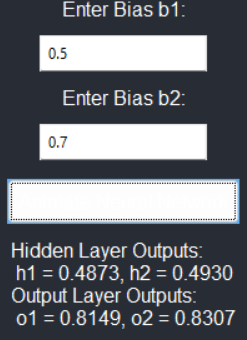 Enter Bias b1:
0.5
Enter Bias b2:
0.7
Hidden Layer Outputs:
h1 = 0.4873, h2 = 0.4930
Output Layer Outputs:
o1 = 0.8149, o2 = 0.8307